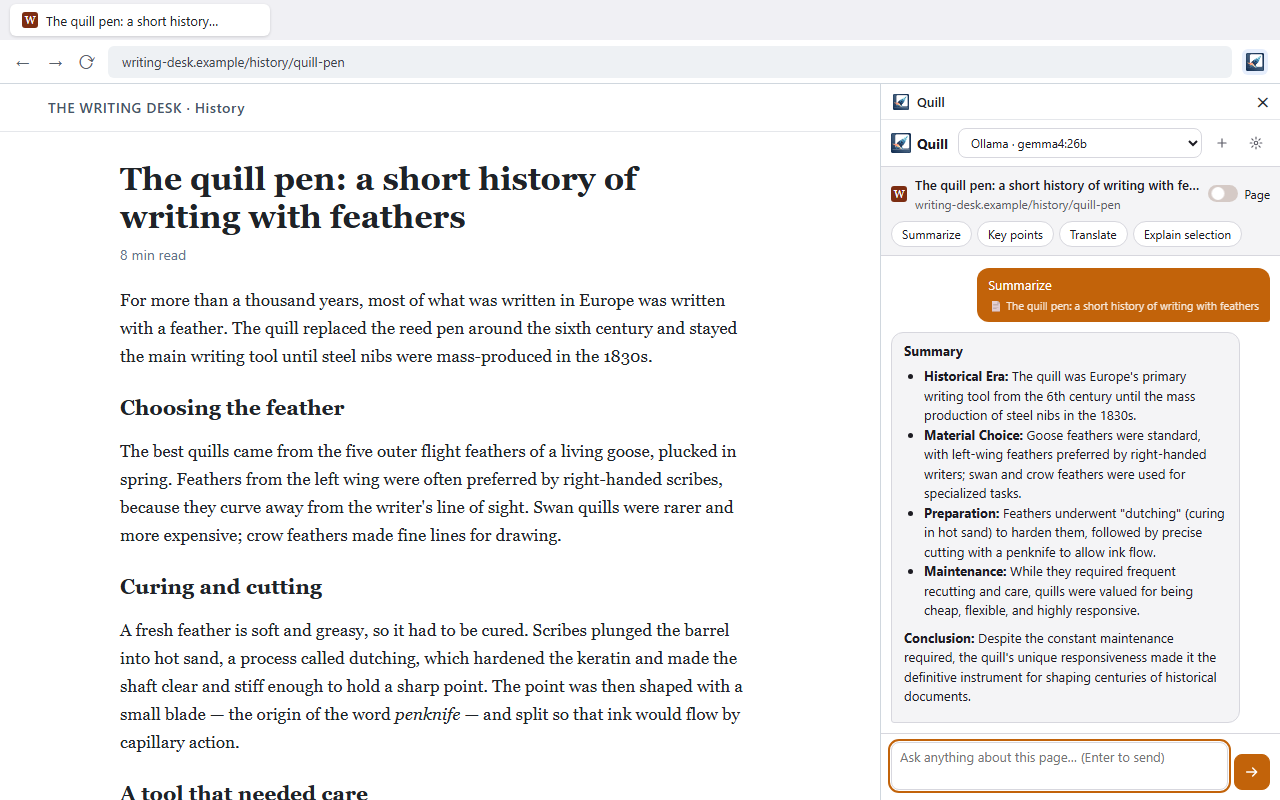 W The quill pen: a short history...
writing-desk.example/history/quill-pen
THE WRITING DESK · History
The quill pen: a short history of
writing with feathers
8 min read
For more than a thousand years, most of what was written in Europe was written
with a feather. The quill replaced the reed pen around the sixth century and stayed
the main writing tool until steel nibs were mass-produced in the 1830s.
Choosing the feather
The best quills came from the five outer flight feathers of a living goose, plucked in
spring. Feathers from the left wing were often preferred by right-handed scribes,
because they curve away from the writer's line of sight. Swan quills were rarer and
more expensive; crow feathers made fine lines for drawing.
Curing and cutting
A fresh feather is soft and greasy, so it had to be cured. Scribes plunged the barrel
into hot sand, a process called dutching, which hardened the keratin and made the
shaft clear and stiff enough to hold a sharp point. The point was then shaped with a
small blade — the origin of the word penknife — and split so that ink would flow by
capillary action.
A tool that needed care
Quill
Quill
Ollama · gemma4:26b
W The quill pen: a short history of writing with fe...
writing-desk.example/history/quill-pen
Page
Summarize Key points Translate Explain selection
Summarize
The quill pen: a short history of writing with feathers
Summary
• Historical Era: The quill was Europe's primary
writing tool from the 6th century until the mass
production of steel nibs in the 1830s.
• Material Choice: Goose feathers were standard,
with left-wing feathers preferred by right-handed
writers; swan and crow feathers were used for
specialized tasks.
• Preparation: Feathers underwent "dutching" (curing
in hot sand) to harden them, followed by precise
cutting with a penknife to allow ink flow.
• Maintenance: While they required frequent
recutting and care, quills were valued for being
cheap, flexible, and highly responsive.
Conclusion: Despite the constant maintenance
required, the quill's unique responsiveness made it the
definitive instrument for shaping centuries of historical
documents.
Ask anything about this page... (Enter to send)